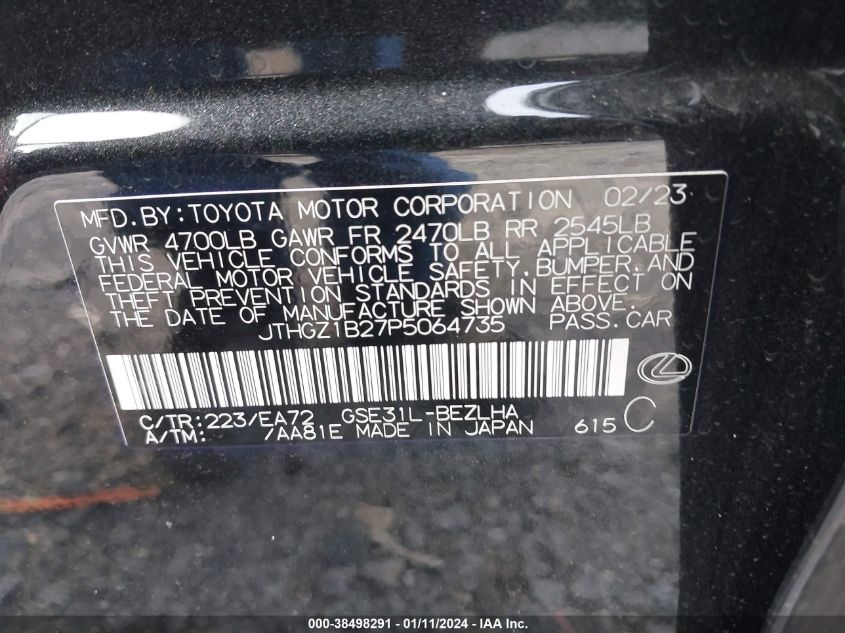 MFD.BY:TOYOTA MOTOR CORPORATION 02/23
GVWR 4700LB GAWR FR 2470LB RR 2545LB
THIS VEHICLE CONFORMS TO ALL APPLICABLE
FEDERAL MOTOR VEHICLE SAFETY,BUMPER,AND
THEFT PREVENTION STANDARDS IN EFFECT ON
THE DATE OF MANUFACTURE SHOWN ABOVE.
JTHGZ1B27P5064735 PASS.CAR
C/TR:223/EA72 GSE31L-BEZLHA
A/TM: /AA81E MADE IN JAPAN 615 C
000-38498291 - 01/11/2024 - IAA Inc.